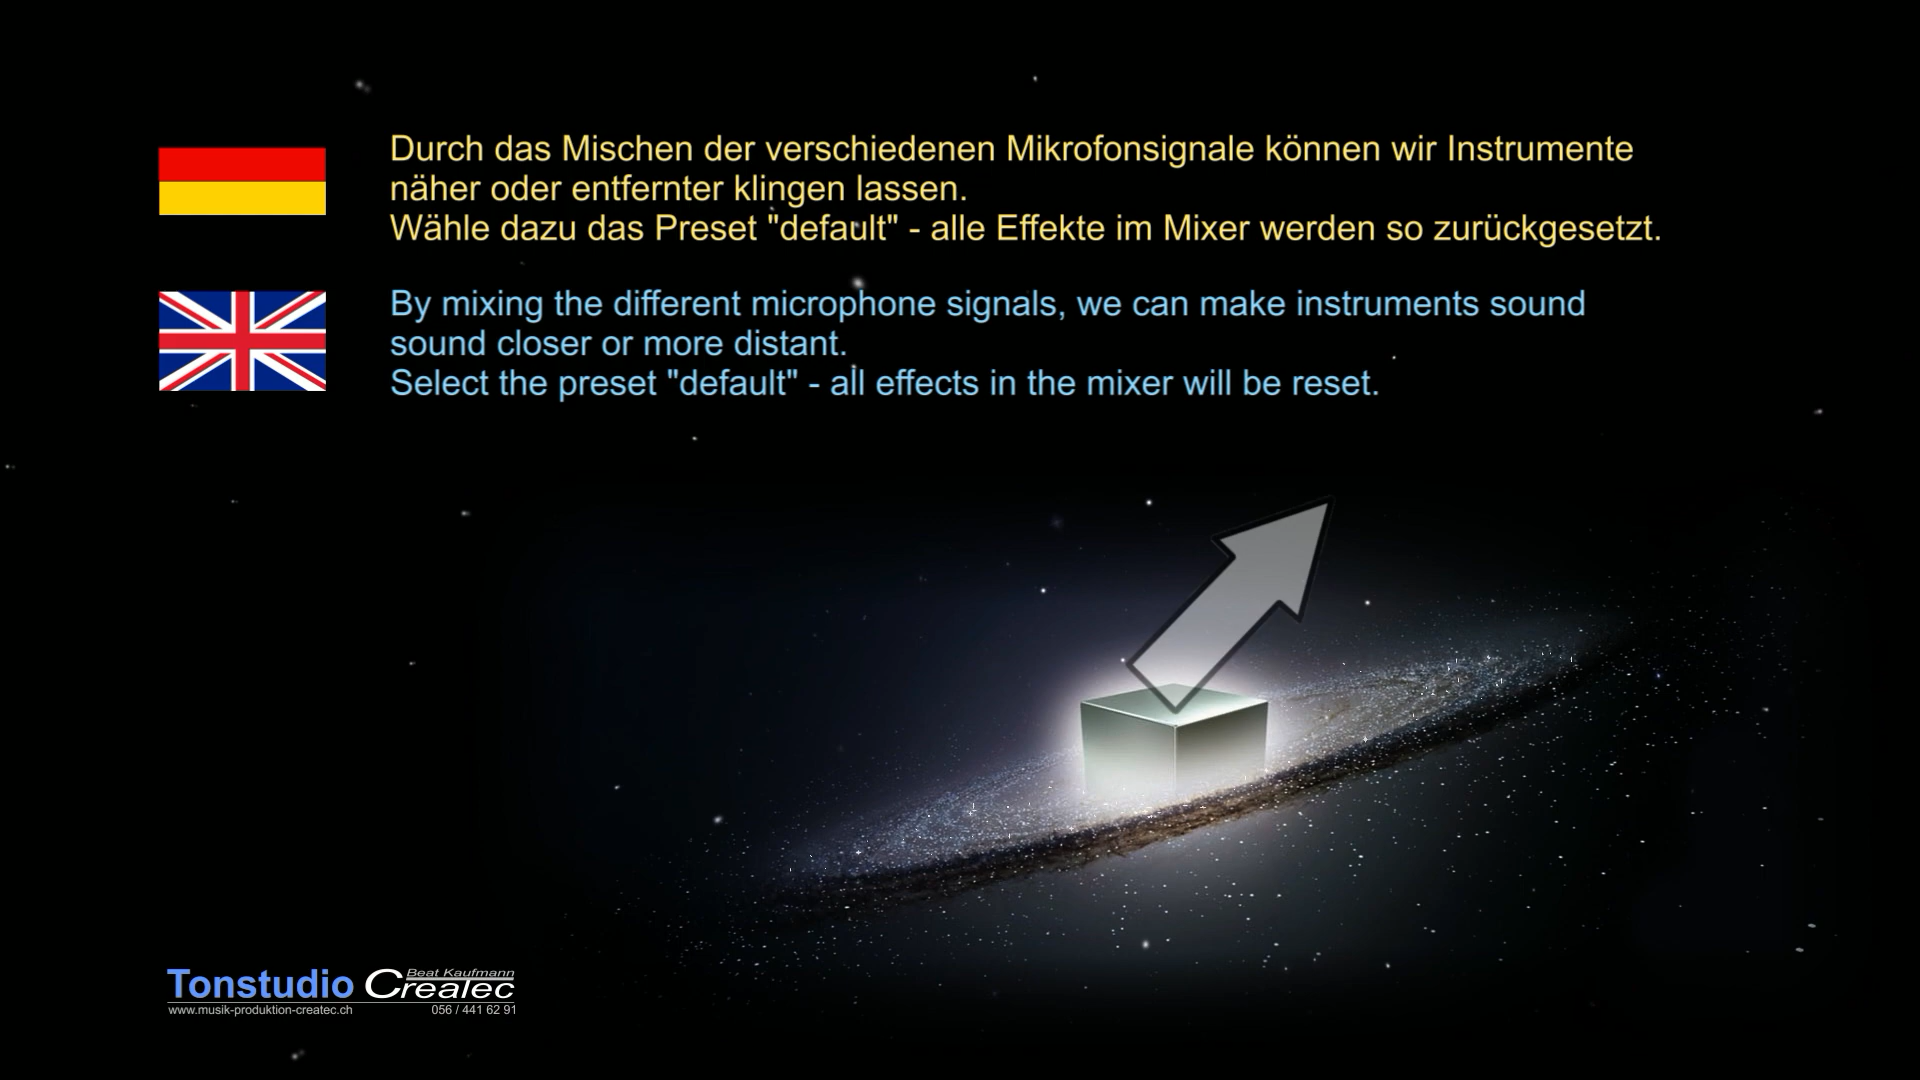 Durch das Mischen der verschiedenen Mikrofonsignale können wir Instrumente
näher oder entfernter klingen lassen.
Wähle dazu das Preset "default" - alle Effekte im Mixer werden so zurückgesetzt.
By mixing the different microphone signals, we can make instruments sound
sound closer or more distant.
Select the preset "default" - all effects in the mixer will be reset.
Tonstudio Createc Beat Kaufmann
www.musik-produktion-createc.ch 056 / 441 62 91